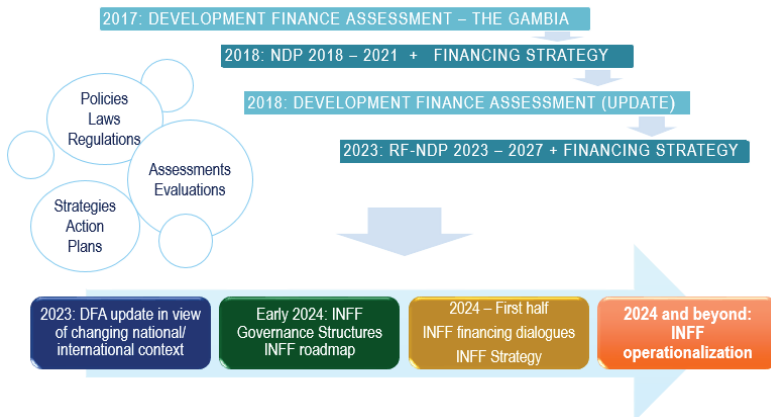 2017: DEVELOPMENT FINANCE ASSESSMENT – THE GAMBIA
2018: NDP 2018 – 2021 + FINANCING STRATEGY
2018: DEVELOPMENT FINANCE ASSESSMENT (UPDATE)
2023: RF-NDP 2023 – 2027 + FINANCING STRATEGY
Policies
Laws
Regulations
Assessments
Evaluations
Strategies
Action
Plans
2023: DFA update in view
of changing national/
international context
Early 2024: INFF
Governance Structures
INFF roadmap
2024 – First half
INFF financing dialogues
INFF Strategy
2024 and beyond:
INFF
operationalization